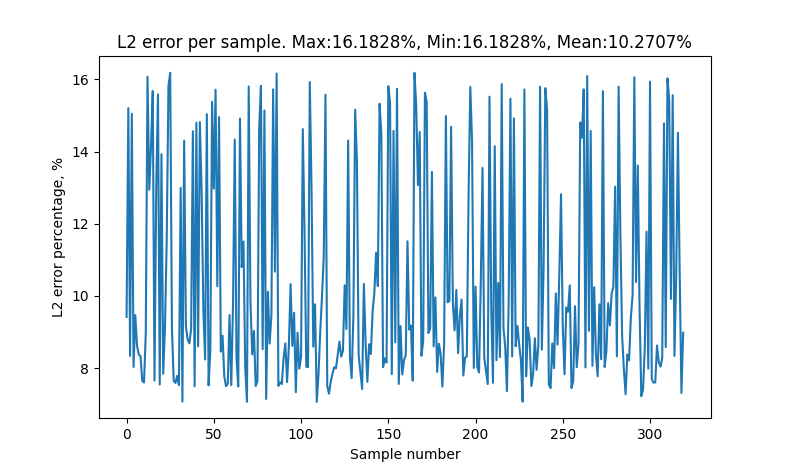 L2 error per sample. Max:16.1828%, Min:16.1828%, Mean:10.2707%
L2 error percentage, %
16
14
12
10
8
0 50 100 150 200 250 300
Sample number